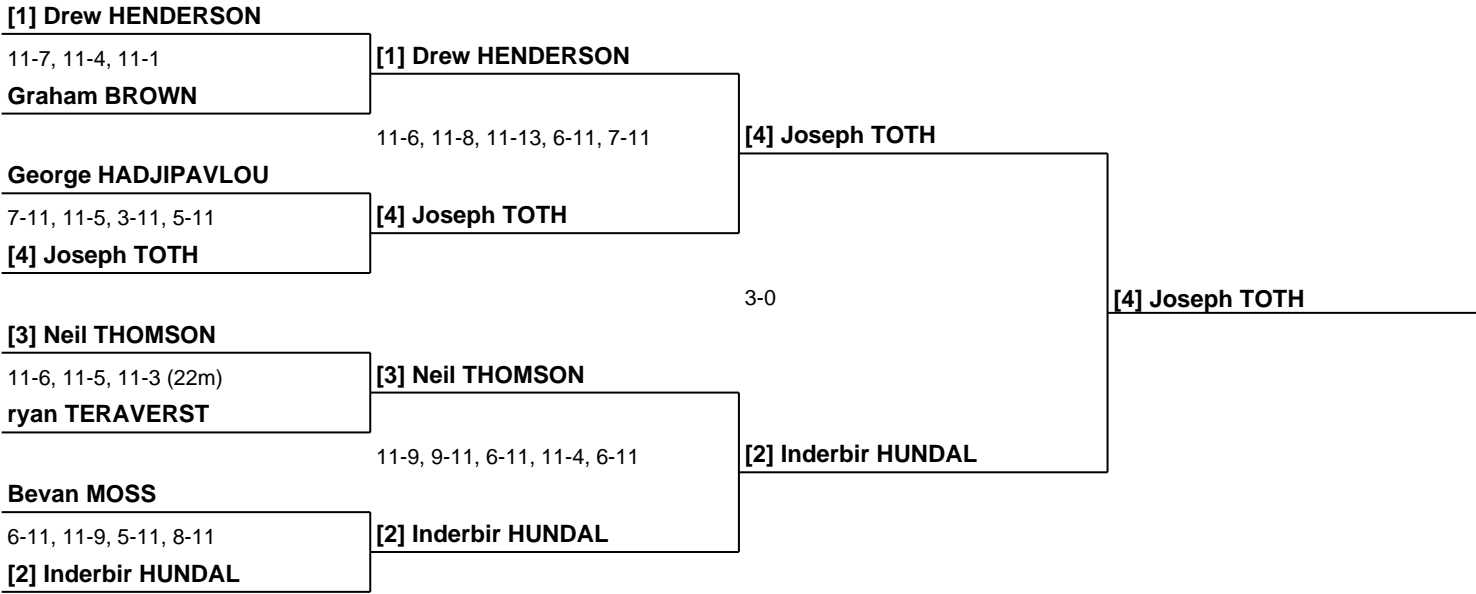 [1] Drew HENDERSON
11-7, 11-4, 11-1
Graham BROWN
[1] Drew HENDERSON
11-6, 11-8, 11-13, 6-11, 7-11
George HADJIPAVLOU
7-11, 11-5, 3-11, 5-11
[4] Joseph TOTH
[4] Joseph TOTH
[4] Joseph TOTH
3-0
[4] Joseph TOTH
[3] Neil THOMSON
11-6, 11-5, 11-3 (22m)
ryan TERAVERST
[3] Neil THOMSON
11-9, 9-11, 6-11, 11-4, 6-11
Bevan MOSS
6-11, 11-9, 5-11, 8-11
[2] Inderbir HUNDAL
[2] Inderbir HUNDAL
[2] Inderbir HUNDAL